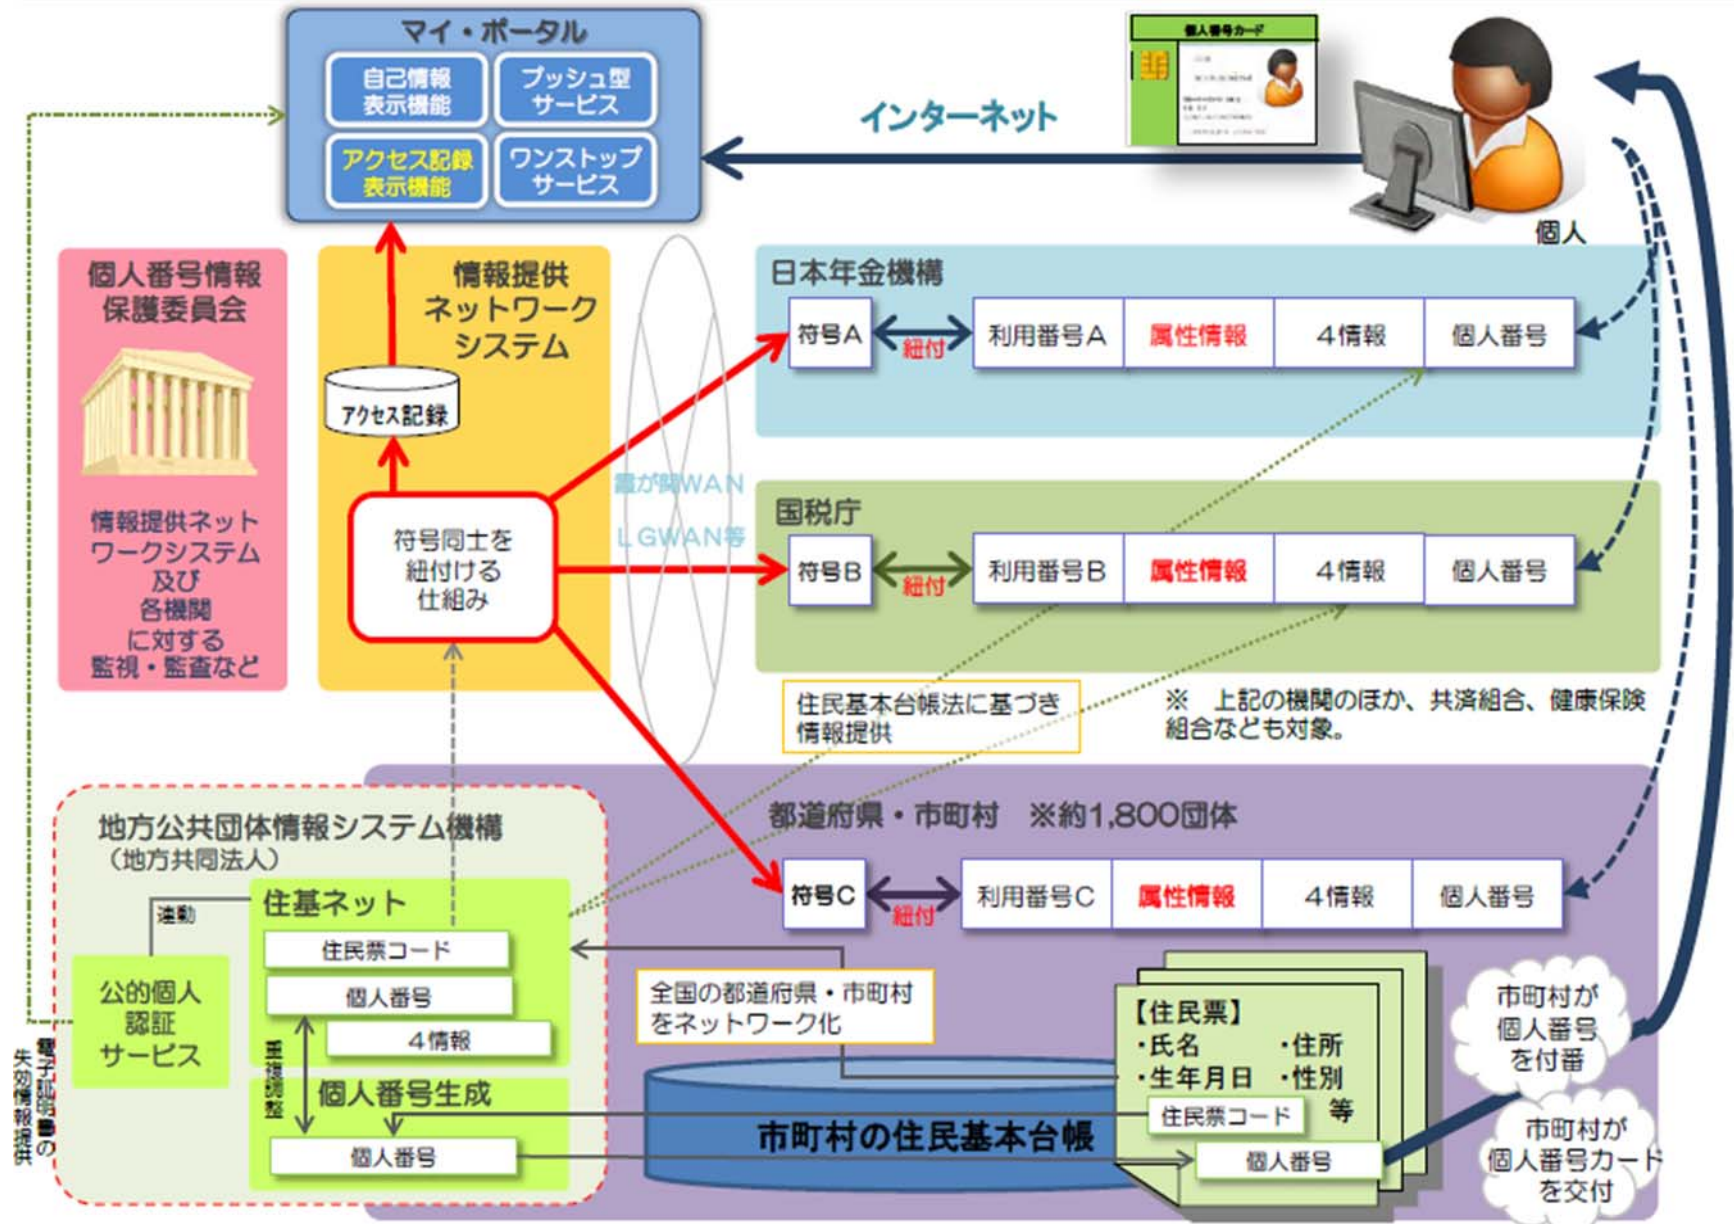 マイ・ポータル
自己情報
表示機能
プッシュ型
サービス
アクセス記録
表示機能
ワンストップ
サービス
インターネット
個人番号カード
個人
個人番号情報
保護委員会
情報提供ネット
ワークシステム
及び
各機関
に対する
監視・監査など
情報提供
ネットワーク
システム
アクセス記録
符号同士を
紐付ける
仕組み
霞が関WAN
LGWAN等
日本年金機構
符号A
紐付
利用番号A
属性情報
4情報
個人番号
国税庁
符号B
紐付
利用番号B
属性情報
4情報
個人番号
住民基本台帳法に基づき
情報提供
※　上記の機関のほか、共済組合、健康保険
組合なども対象。
都道府県・市町村　※約1,800団体
符号C
紐付
利用番号C
属性情報
4情報
個人番号
地方公共団体情報システム機構
（地方共同法人）
連動
住基ネット
住民票コード
個人番号
4情報
公的個人
認証
サービス
重複確認
個人番号生成
個人番号
電子証明書の
失効情報提供
全国の都道府県・市町村
をネットワーク化
市町村の住民基本台帳
【住民票】
・氏名　・住所
・生年月日　・性別
等
住民票コード
個人番号
市町村が
個人番号
を付番
市町村が
個人番号カード
を交付